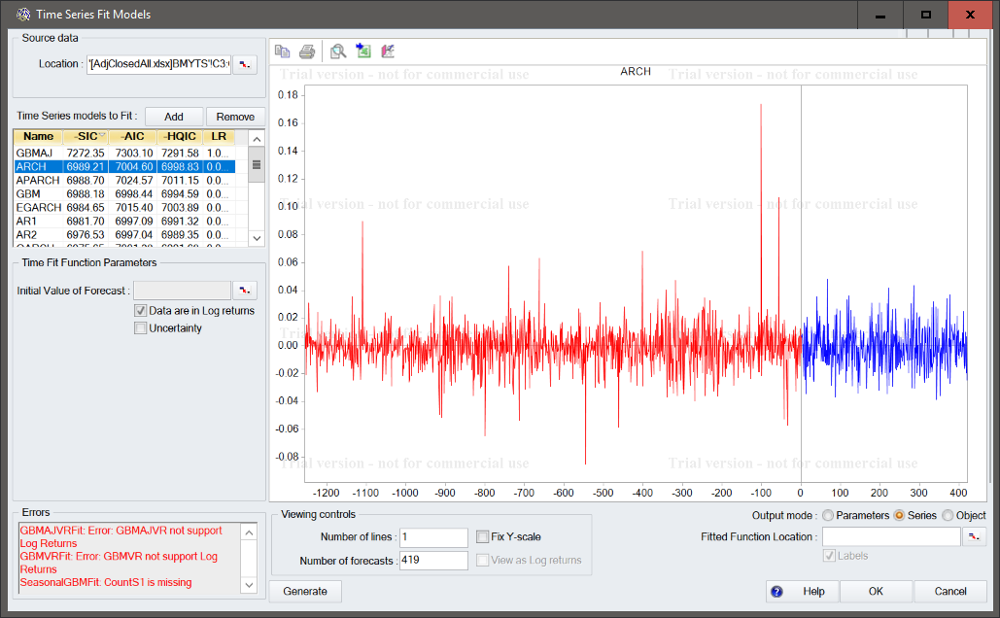 Time Series Fit Models
Source data
Location : '[AdjClosedAll.xlsx]BMYTS'!C3:
Time Series models to Fit : Add Remove
Name -SIC -AIC -HQIC LR
GBMAJ 7272.35 7303.10 7291.58 1.0...
ARCH 6989.21 7004.60 6998.83 0.0...
APARCH 6988.70 7024.57 7011.15 0.0...
GBM 6988.18 6998.44 6994.59 0.0...
EGARCH 6984.65 7015.40 7003.89 0.0...
AR1 6981.70 6997.09 6991.32 0.0...
AR2 6976.53 6997.04 6989.35 0.0...
Time Fit Function Parameters
Initial Value of Forecast :
Data are in Log returns
Uncertainty
Errors
GBMAJVRFit: Error: GBMAJVR not support
Log Returns
GBMVRFit: Error: GBMVR not support Log
Returns
SeasonalGBMFit: CountS1 is missing
Trial version - not for commercial use Trial version - not for commercial use
ARCH
0.18
0.16
0.14
0.12
Trial version - not for commercial use Trial version - not for commercial use
0.10
0.08
0.06
0.04
0.02
0.00
-0.02
-0.04
-0.06
-0.08
Trial version - not for commercial use Trial version - not for commercial use
-1200 -1100 -1000 -900 -800 -700 -600 -500 -400 -300 -200 -100 0 100 200 300 400
Viewing controls
Number of lines : 1 Fix Y-scale
Number of forecasts : 419 View as Log returns
Generate
Output mode : Parameters Series Object
Fitted Function Location :
Labels
Help OK Cancel